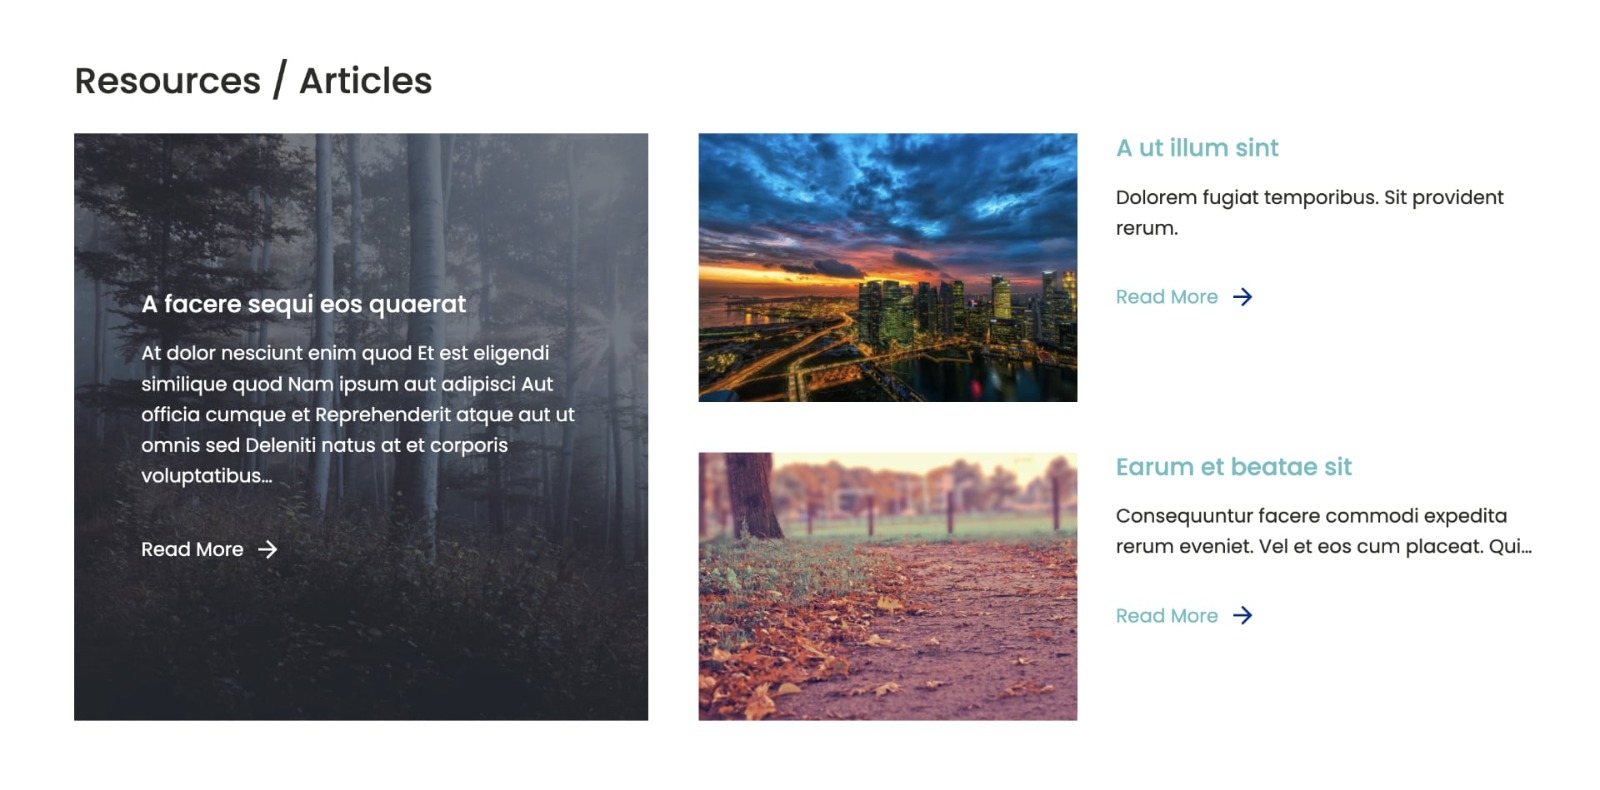 Resources / Articles
A facere sequi eos quaerat
At dolor nesciunt enim quod Et est eligendi
similique quod Nam ipsum aut adipisci Aut
officia cumque et Reprehenderit atque aut ut
omnis sed Deleniti natus at et corporis
voluptatibus...
Read More →
A ut illum sint
Dolorem fugiat temporibus. Sit provident
rerum.
Read More →
Earum et beatae sit
Consequuntur facere commodi expedita
rerum eveniet. Vel et eos cum placeat. Qui...
Read More →